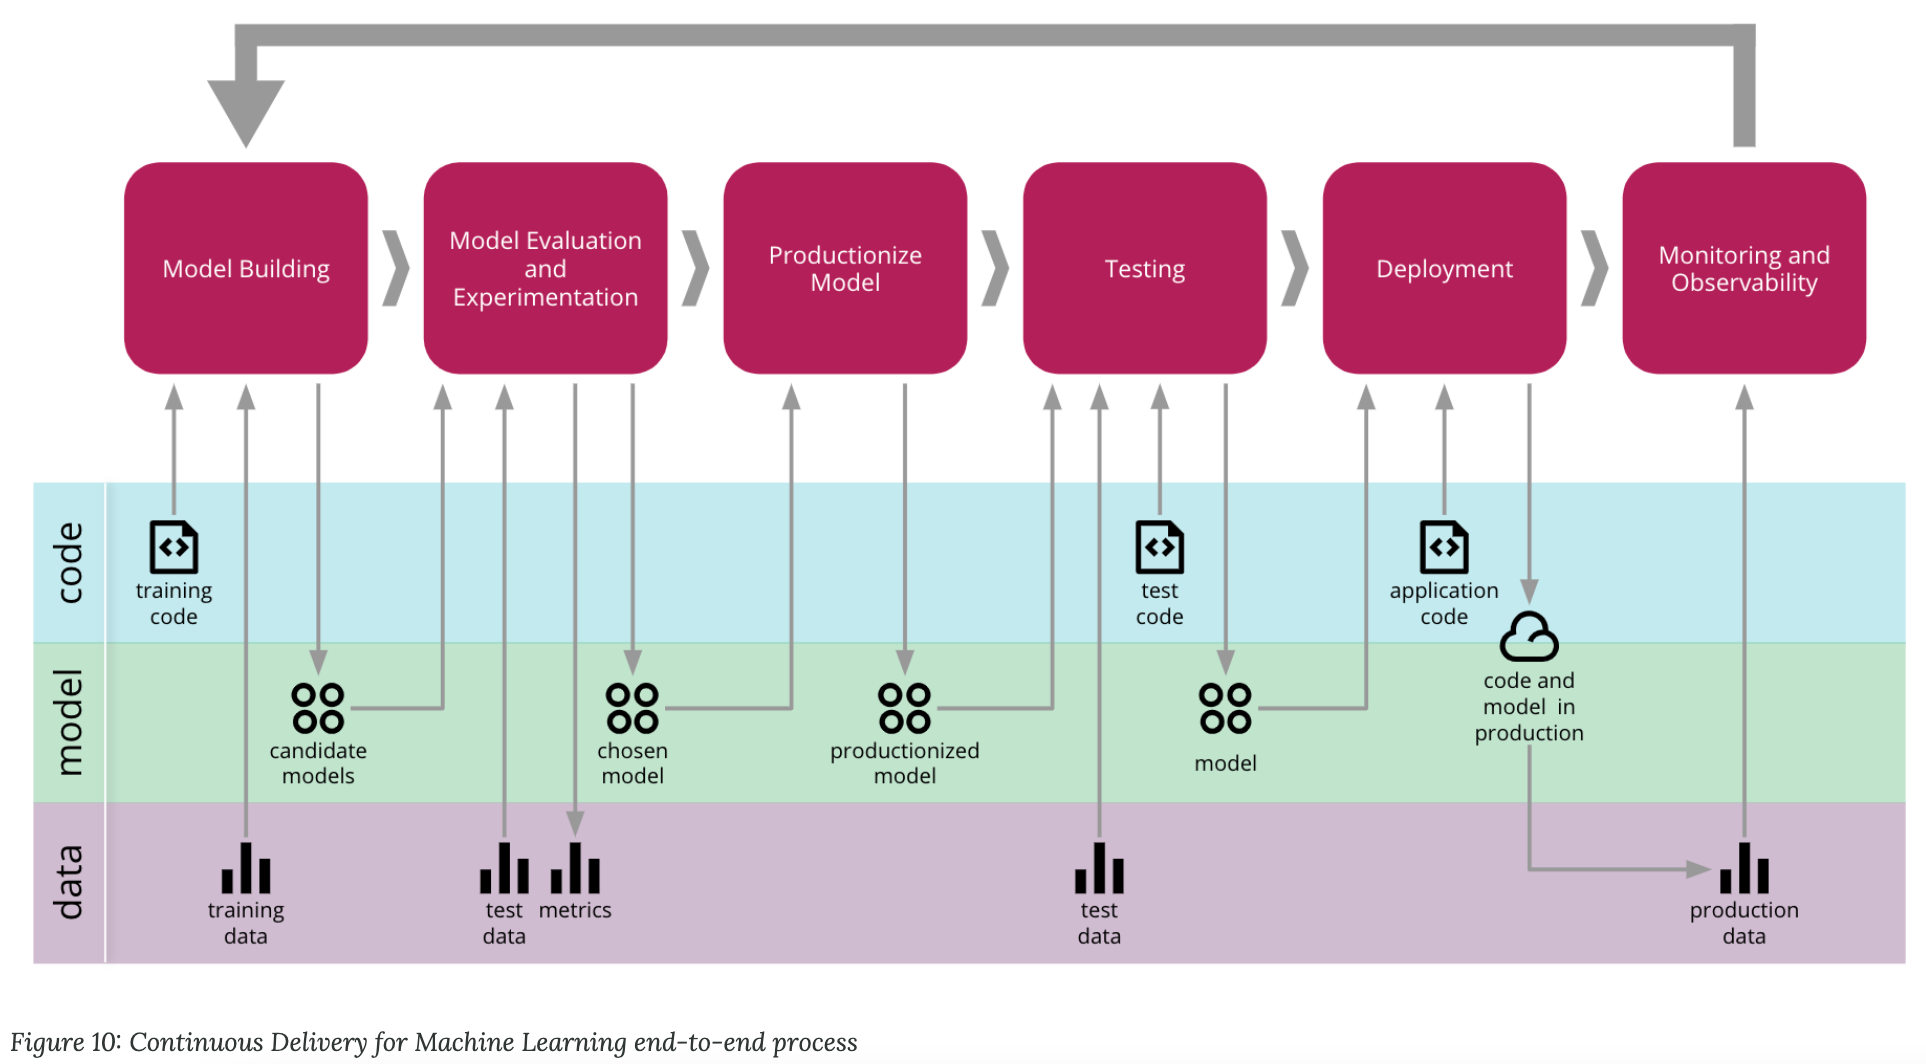 Model Building
Model Evaluation
and
Experimentation
Productionize
Model
Testing
Deployment
Monitoring and
Observability
code
training
code
test
code
application
code
model
candidate
models
chosen
model
productionized
model
model
code and
model in
production
data
training
data
test
data
metrics
test
data
production
data
Figure 10: Continuous Delivery for Machine Learning end-to-end process